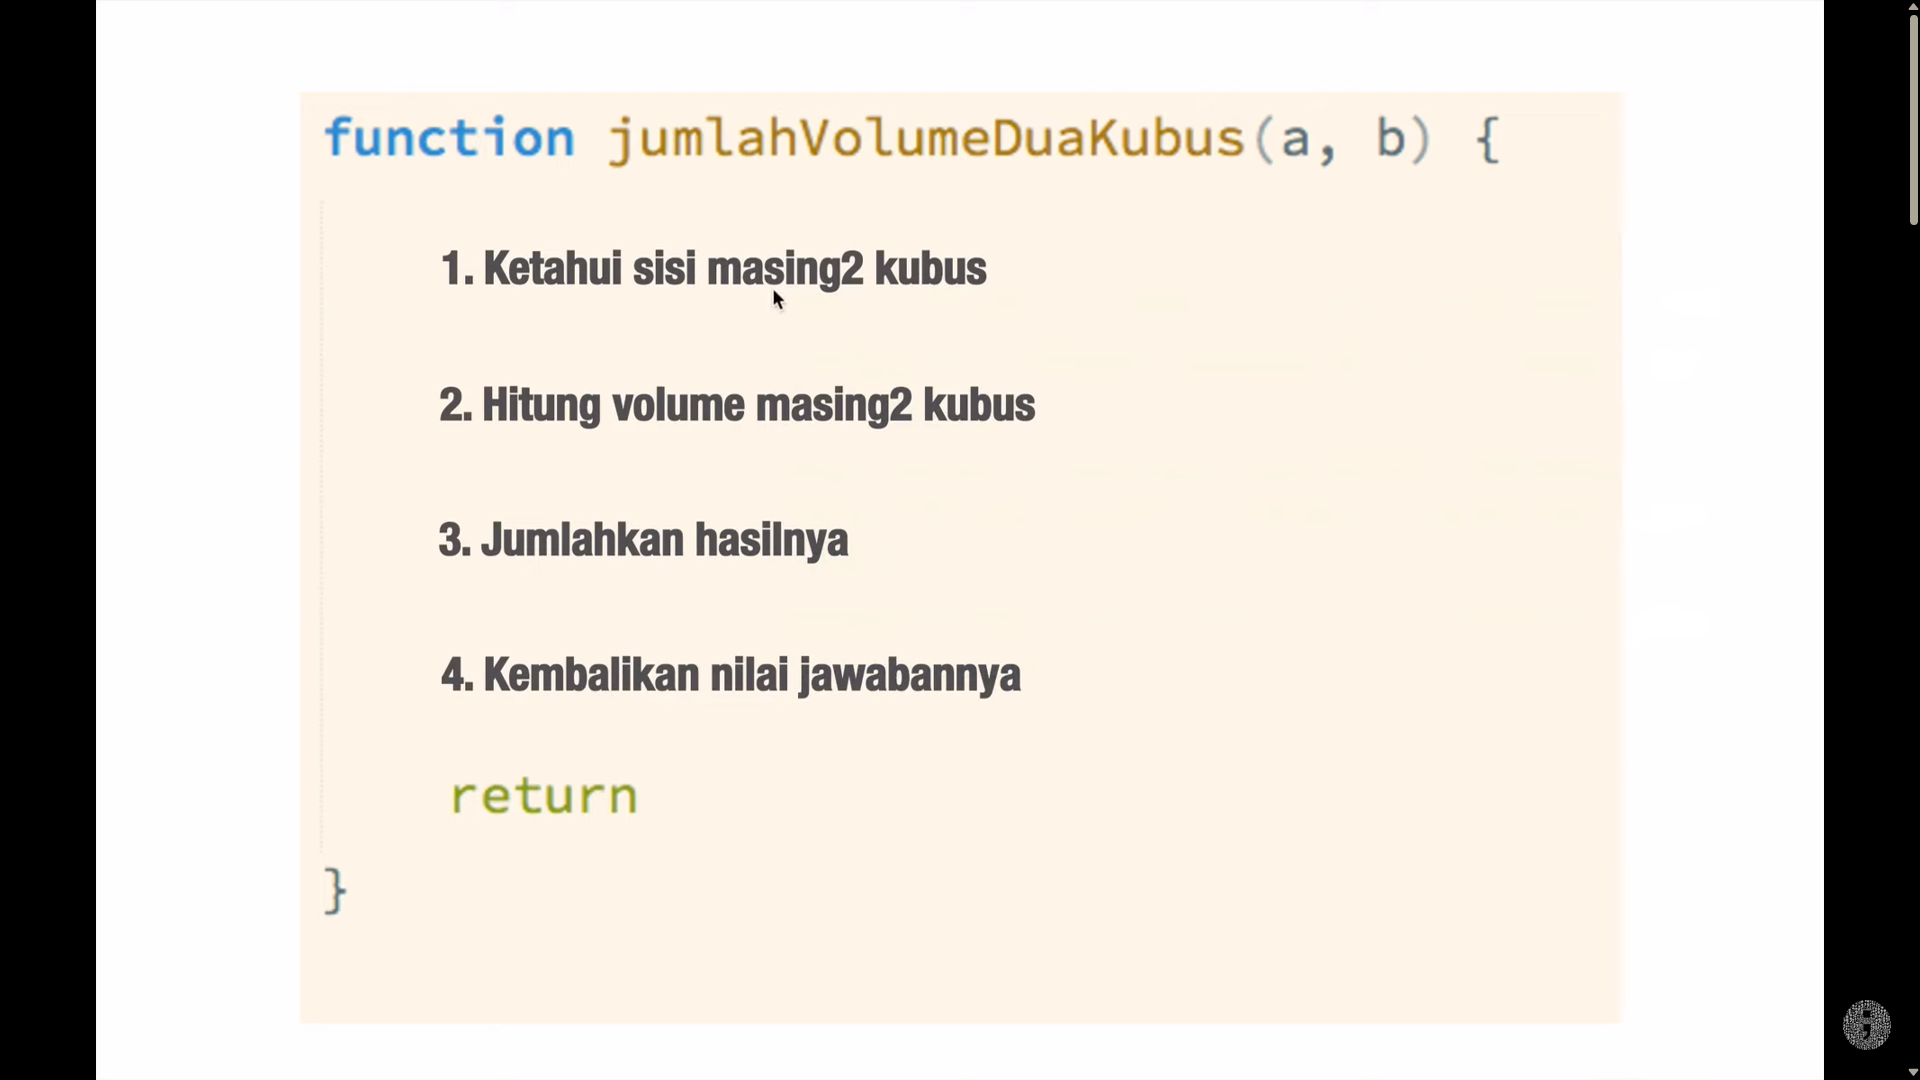 function jumlahVolumeDuaKubus(a, b) {
1. Ketahui sisi masing2 kubus
2. Hitung volume masing2 kubus
3. Jumlahkan hasilnya
4. Kembalikan nilai jawabannya
return
}